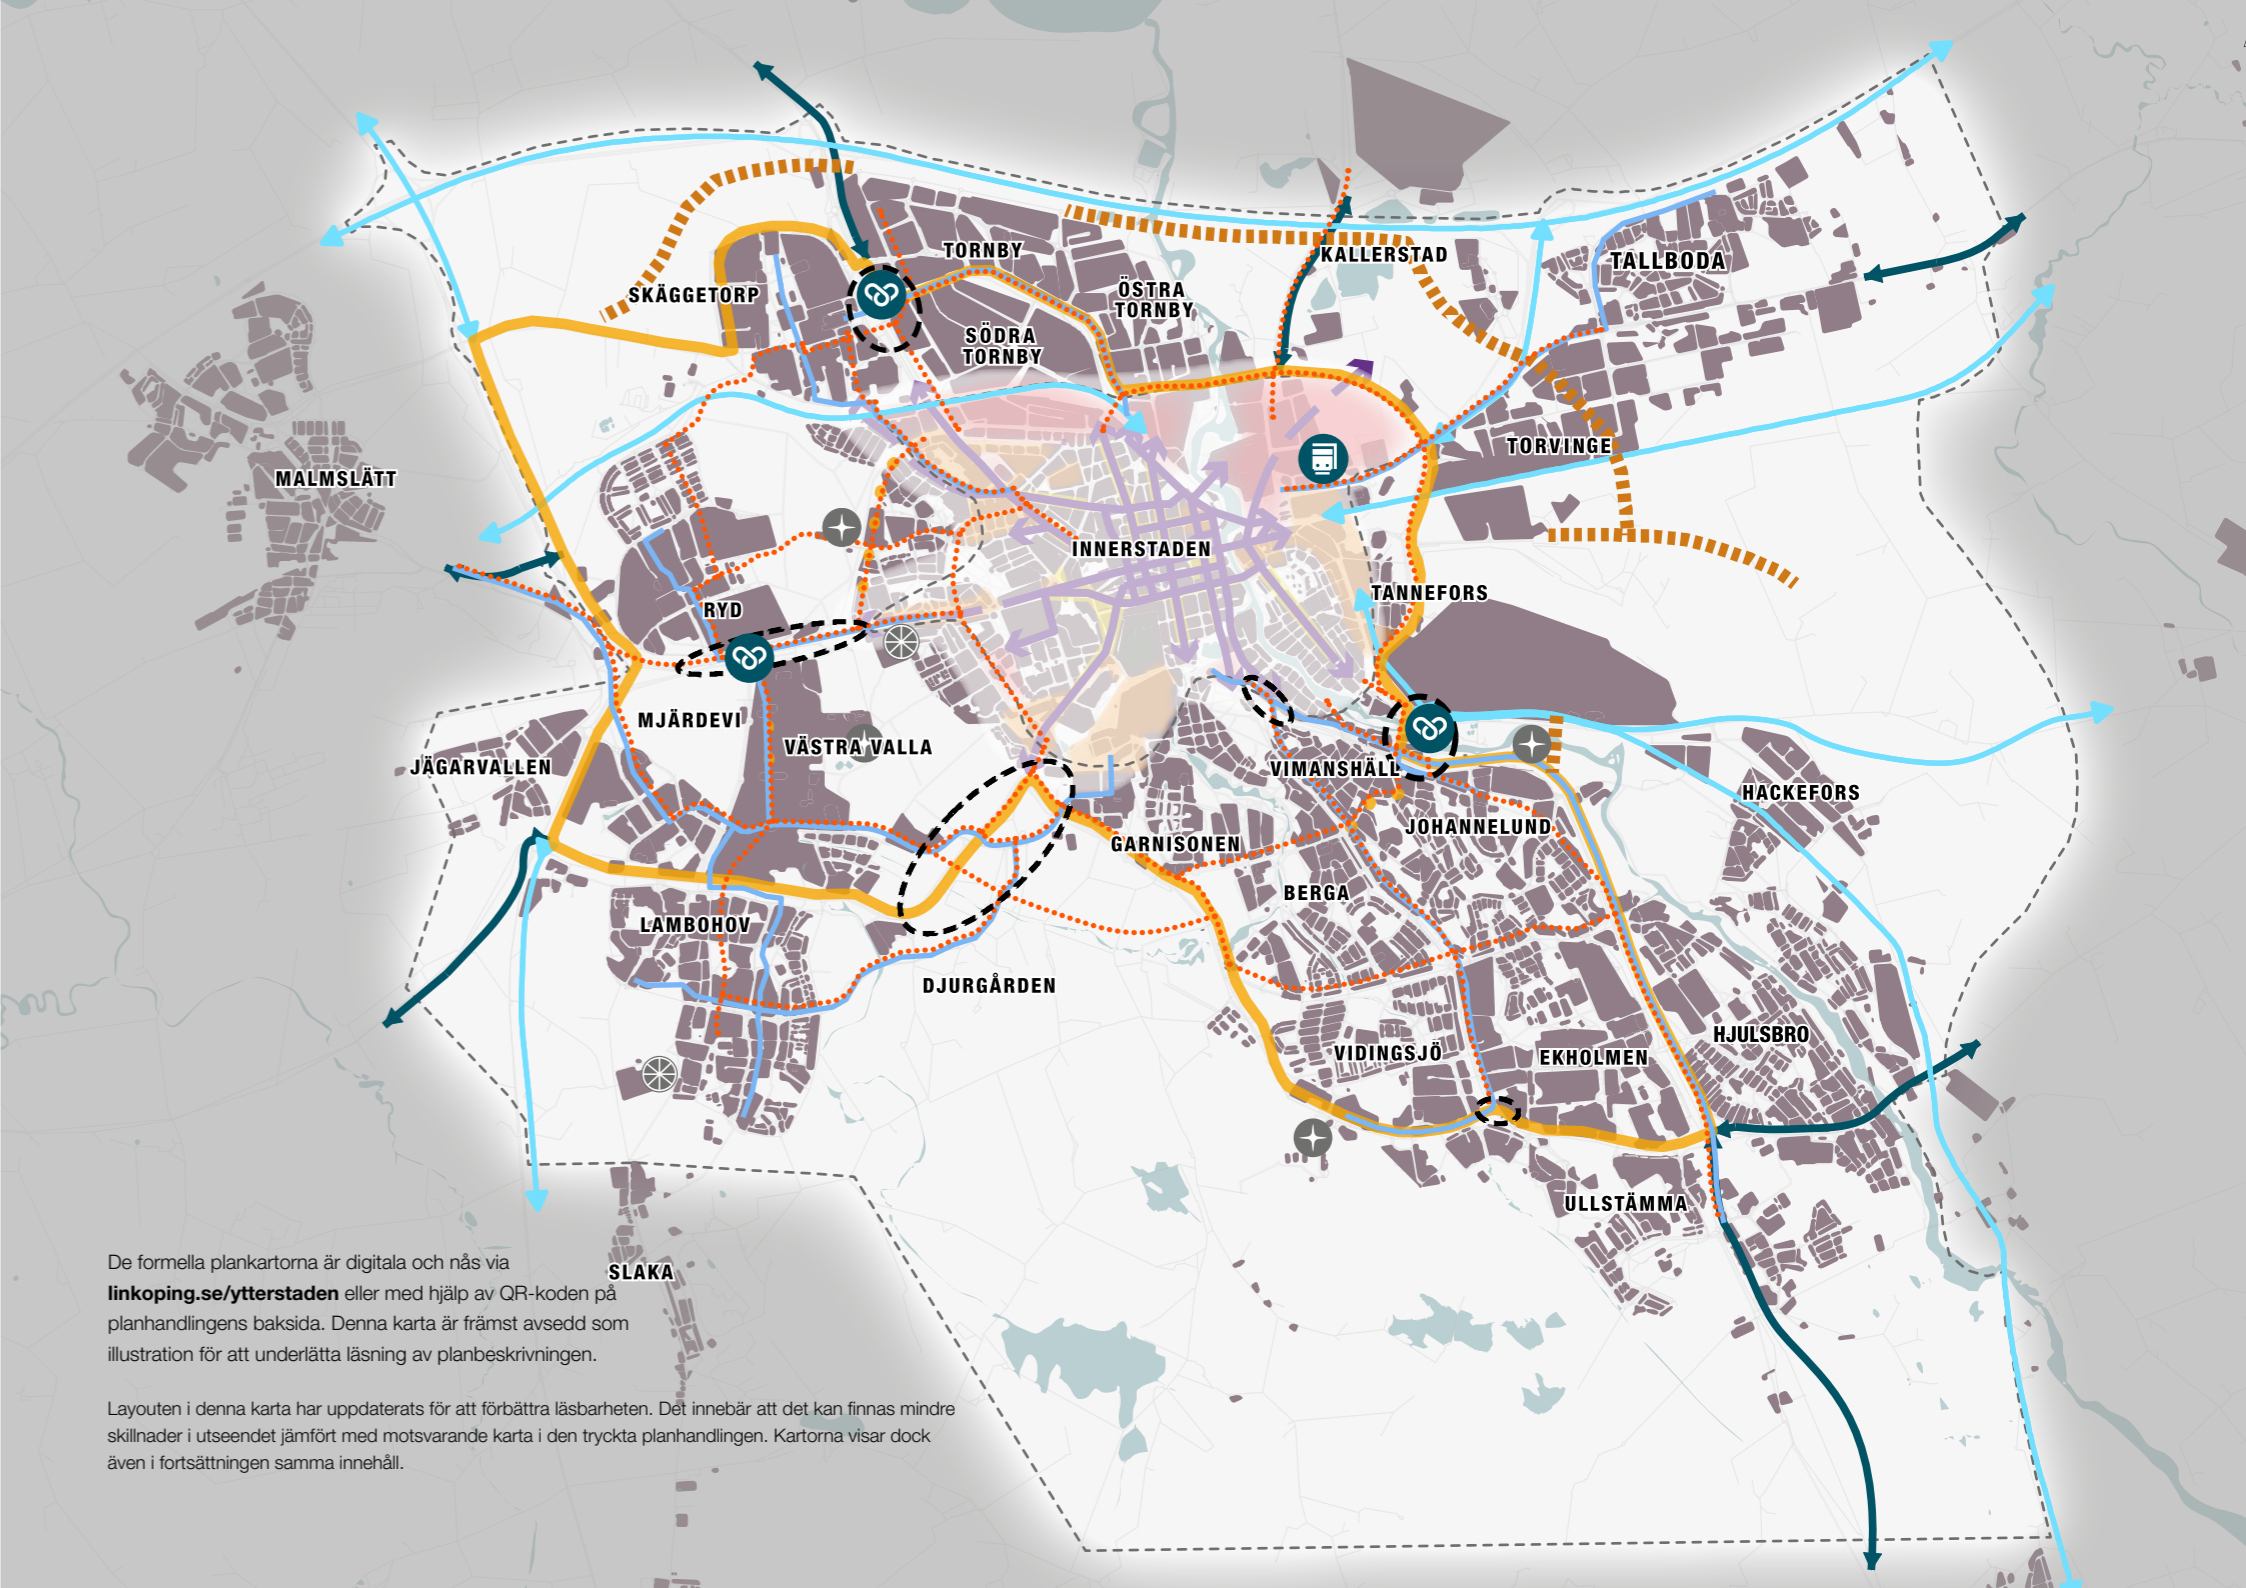 TORNBY
KALLERSTAD
TALLBODA
SKÄGGETORP
ÖSTRA
TORNBY
SÖDRA
TORNBY
TORVINGE
MALMSLÄTT
INNERSTADEN
TANNEFORS
RYD
MJÄRDEVI
VÄSTRA VALLA
JÄGARVALLEN
VIMANSHÄLL
HACKEFORS
JOHANNELUND
GARNISONEN
BERGA
LAMBOHOV
DJURGÅRDEN
HJULSBRO
VIDINGSJÖ
EKHOLMEN
ULLSTÄMMA
SLAKA
De formella plankartorna är digitala och nås via
linkoping.se/ytterstaden eller med hjälp av QR-koden på
planhandlingens baksida. Denna karta är främst avsedd som
illustration för att underlätta läsning av planbeskrivningen.
Layouten i denna karta har uppdaterats för att förbättra läsbarheten. Det innebär att det kan finnas mindre
skillnader i utseendet jämfört med motsvarande karta i den tryckta planhandlingen. Kartorna visar dock
även i fortsättningen samma innehåll.